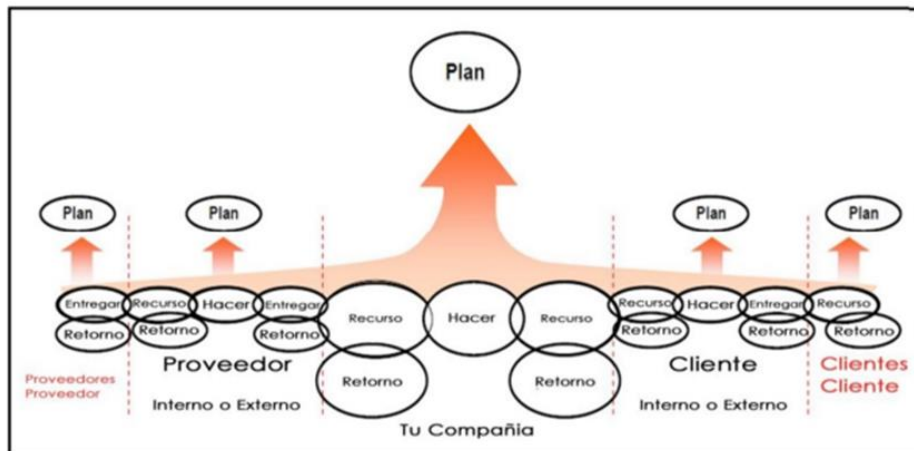 Plan
Plan
Plan
Plan
Plan
Entregar
Recurso
Hacer
Entregar
Recurso
Hacer
Recurso
Recurso
Hacer
Entregar
Recurso
Retorno
Retorno
Retorno
Retorno
Retorno
Retorno
Retorno
Retorno
Proveedores
Proveedor
Proveedor
Interno o Externo
Tu Compañia
Cliente
Interno o Externo
Clientes
Cliente